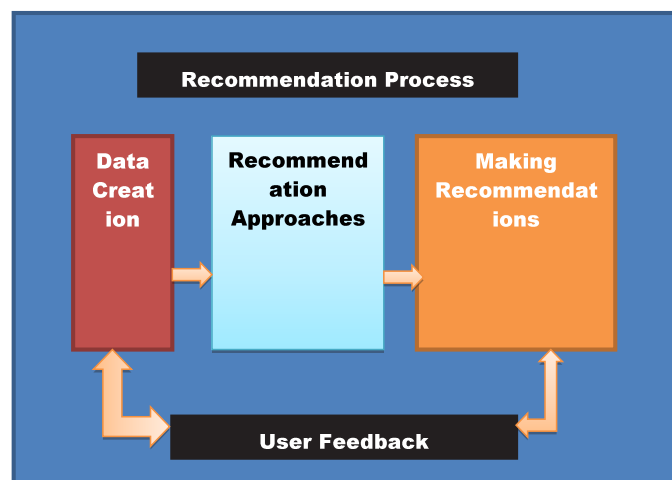 Recommendation Process
Data
Creat
ion
Recommend
ation
Approaches
Making
Recommendat
ions
User Feedback